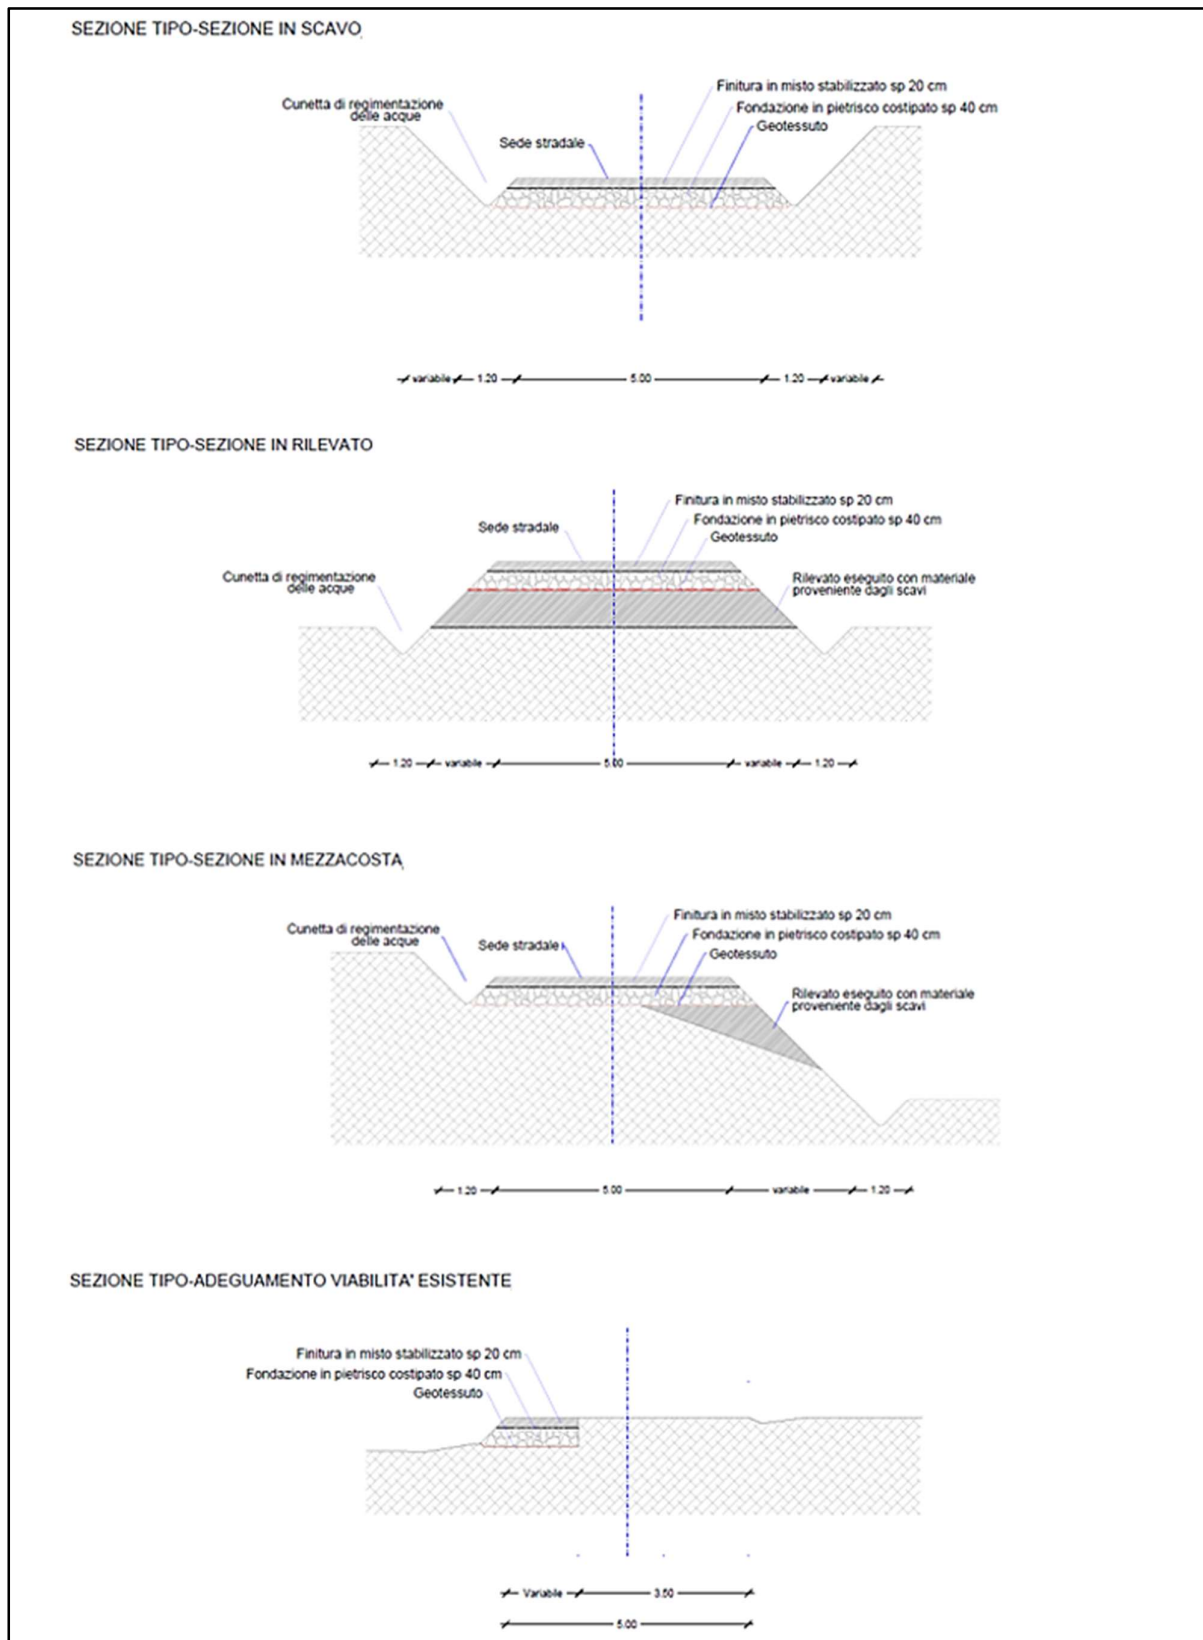 SEZIONE TIPO-SEZIONE IN SCAVO
Finitura in misto stabilizzato sp 20 cm
Cunetta di regimentazione
delle acque
Fondazione in pietrisco costipato sp 40 cm
Geotessuto
Sede stradale
variabile 1.20 5.00 1.20 variabile
SEZIONE TIPO-SEZIONE IN RILEVATO
Finitura in misto stabilizzato sp 20 cm
Fondazione in pietrisco costipato sp 40 cm
Sede stradale
Geotessuto
Cunetta di regimentazione
delle acque
Rilevato eseguito con materiale
proveniente dagli scavi
1.20 variabile 5.00 variabile 1.20
SEZIONE TIPO-SEZIONE IN MEZZACOSTA
Finitura in misto stabilizzato sp 20 cm
Cunetta di regimentazione
delle acque
Fondazione in pietrisco costipato sp 40 cm
Sede stradale
Geotessuto
Rilevato eseguito con materiale
proveniente dagli scavi
1.20 5.00 variabile 1.20
SEZIONE TIPO-ADEGUAMENTO VIABILITA' ESISTENTE
Finitura in misto stabilizzato sp 20 cm
Fondazione in pietrisco costipato sp 40 cm
Geotessuto
Variabile 3.50
5.00